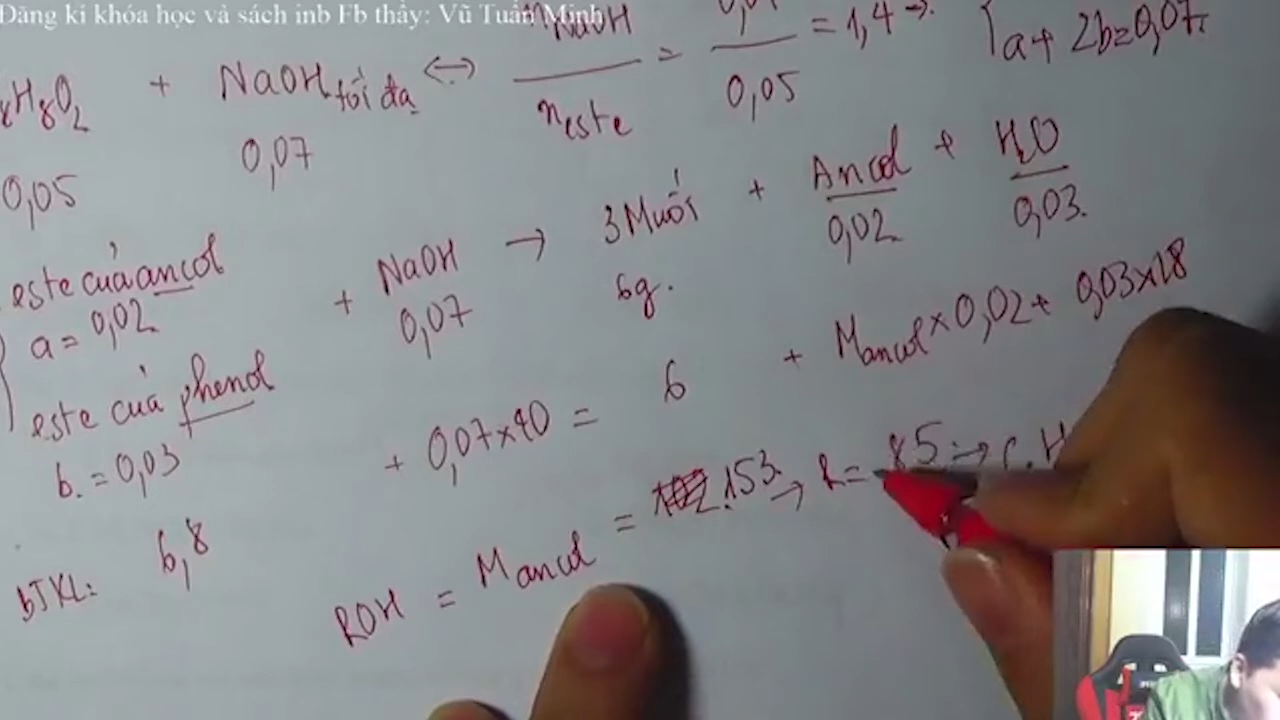 Đăng kí khóa học và sách inb Fb thầy: Vũ Tuấn Minh
H8O2 + NaOH tối đa <-> nNaOH / neste = / 0,05 = 1,4 → a + 2b = 0,07.
0,05 0,07
este của ancol + NaOH → 3 Muối + Ancol + H2O
a = 0,02 0,07 6g. 0,02 0,03.
este của phenol
b. = 0,03
+ 0,07×40 = 6 + Mancol × 0,02 + 0,03×18
BTKL: 6,8
ROH = Mancol = 153 → R = 85 →